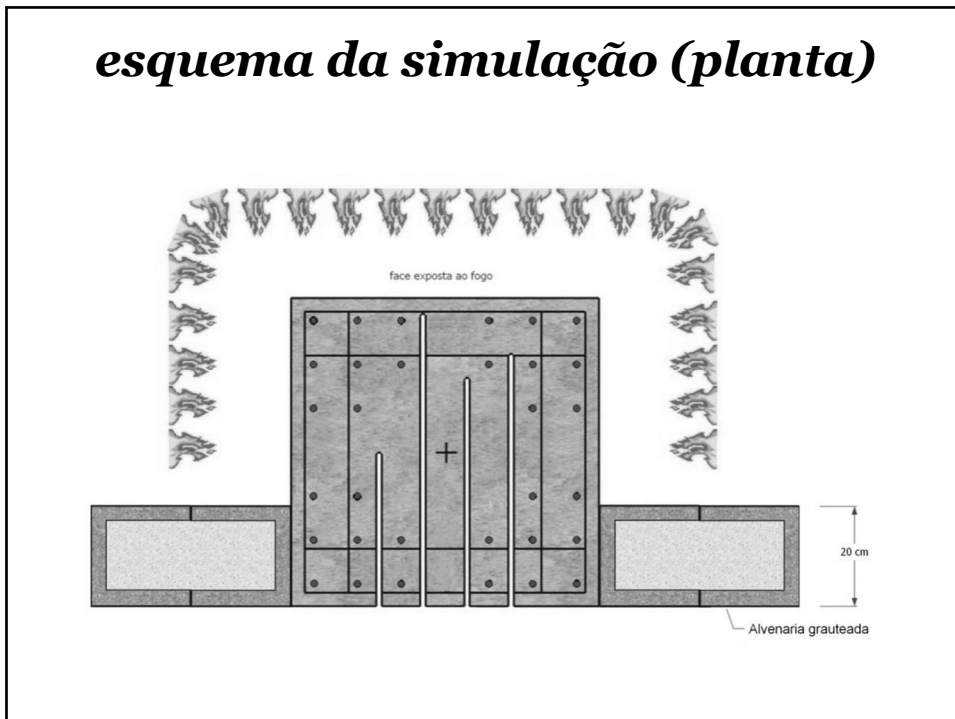 esquema da simulação (planta)
face exposta ao fogo
20 cm
Alvenaria grauteada